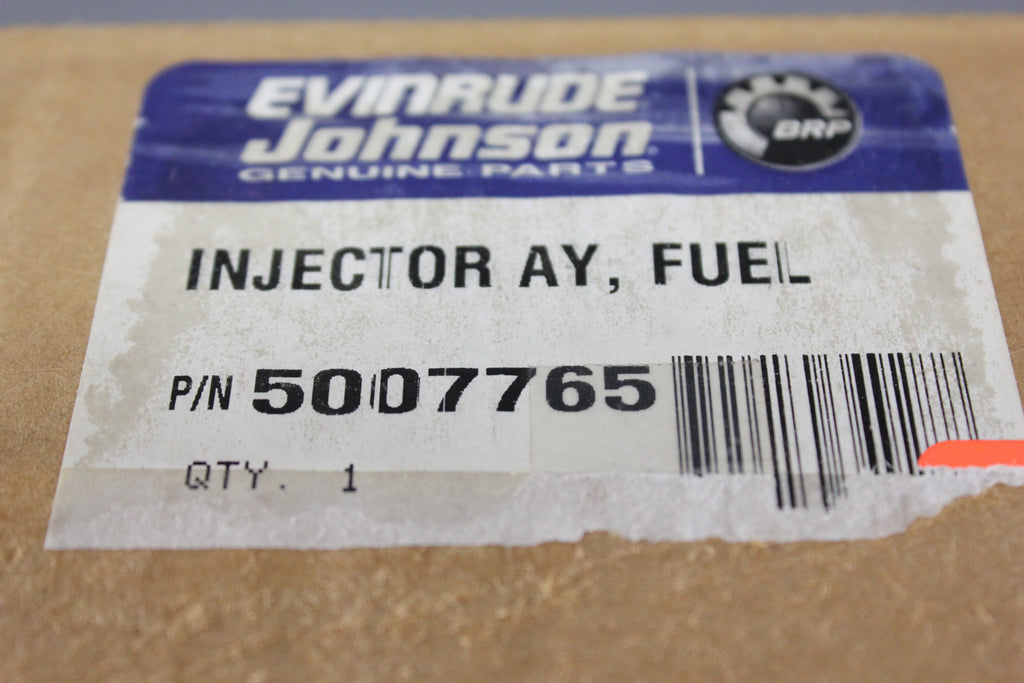 EVINRUDE
Johnson
GENUINE PARTS
BRP
INJECTOR AY, FUEL
P/N 5007765
QTY. 1